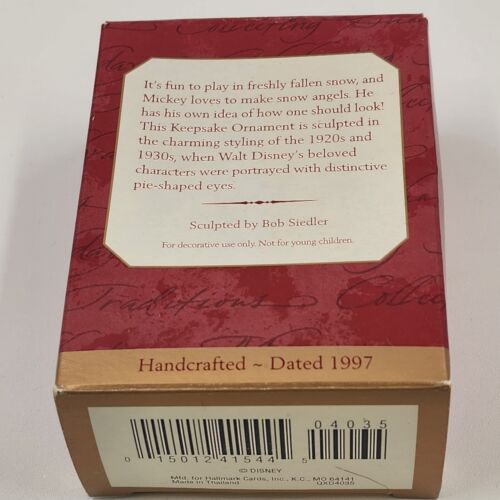 Collecting
It's fun to play in freshly fallen snow, and
Mickey loves to make snow angels. He
has his own idea of how one should look!
This Keepsake Ornament is sculpted in
the charming styling of the 1920s and
1930s, when Walt Disney's beloved
characters were portrayed with distinctive
pie-shaped eyes.
Sculpted by Bob Siedler
For decorative use only. Not for young children.
Traditions Collec
Handcrafted ~ Dated 1997
04035
0 15012 41544 5
© DISNEY
Mfd. for Hallmark Cards, Inc., K.C., MO 64141
Made in Thailand QXD4035